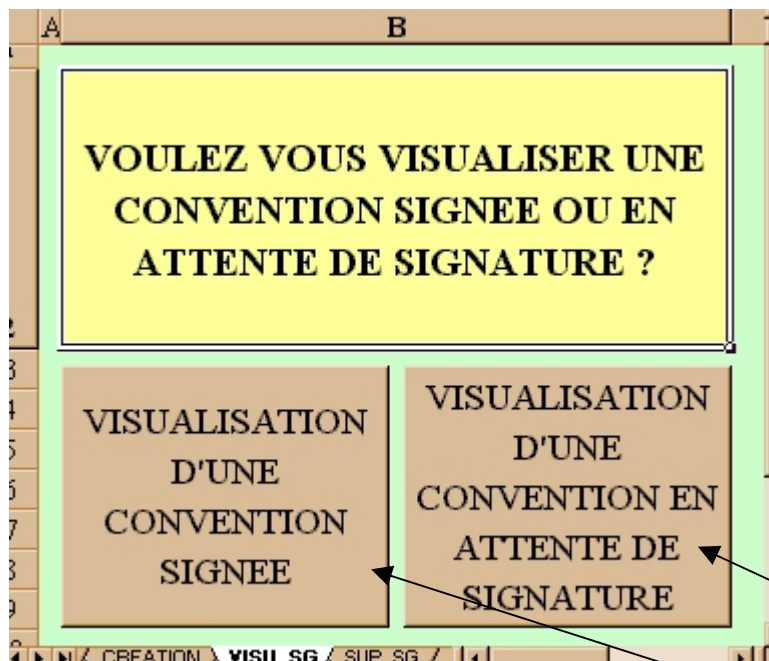 A B
VOULEZ VOUS VISUALISER UNE
CONVENTION SIGNEE OU EN
ATTENTE DE SIGNATURE ?
VISUALISATION
D'UNE
CONVENTION
SIGNEE
VISUALISATION
D'UNE
CONVENTION EN
ATTENTE DE
SIGNATURE
CREATION VISU_SG SUP_SG